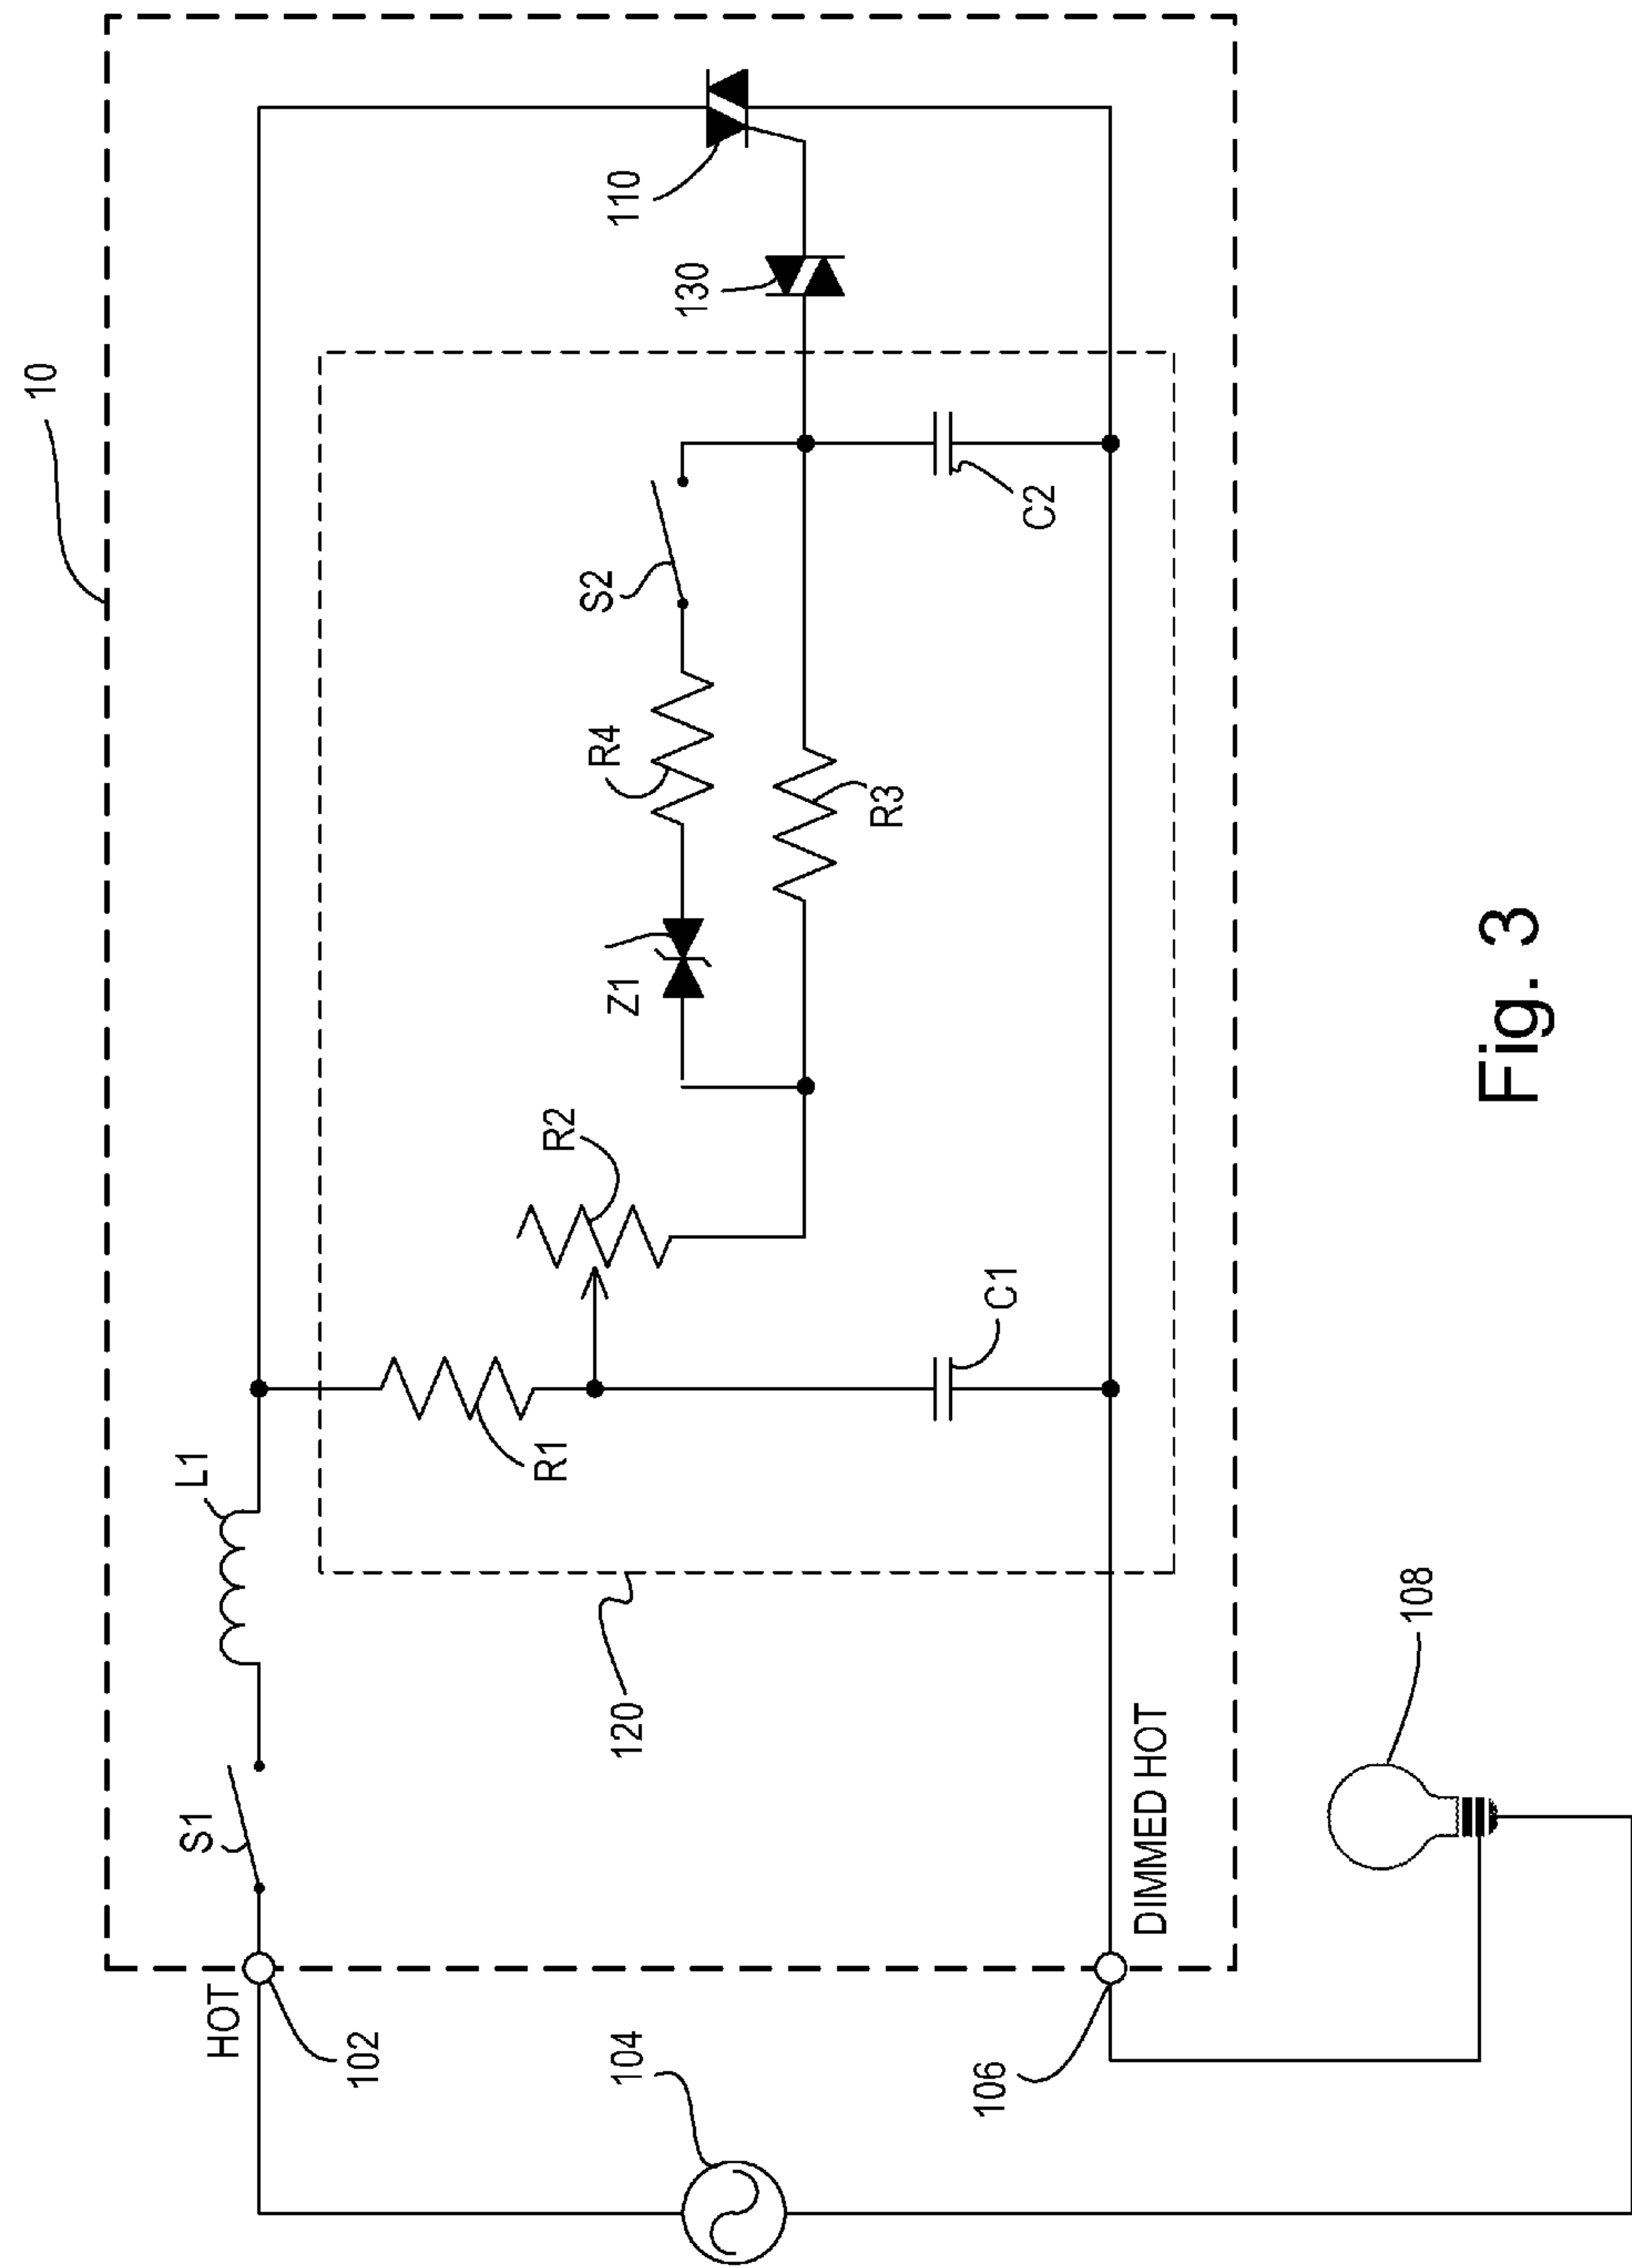 10
HOT
102
S1
L1
110
130
120
R1
R2
Z1
R4
S2
R3
C1
C2
104
106
DIMMED HOT
108
Fig. 3